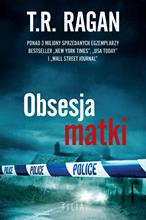 T.R. RAGAN
PONAD 3 MILIONY SPRZEDANYCH EGZEMPLARZY
BESTSELLER „NEW YORK TIMES”, „USA TODAY”
I „WALL STREET JOURNAL”
Obsesja
matki
POLICE POLICE POLICE
FILIA